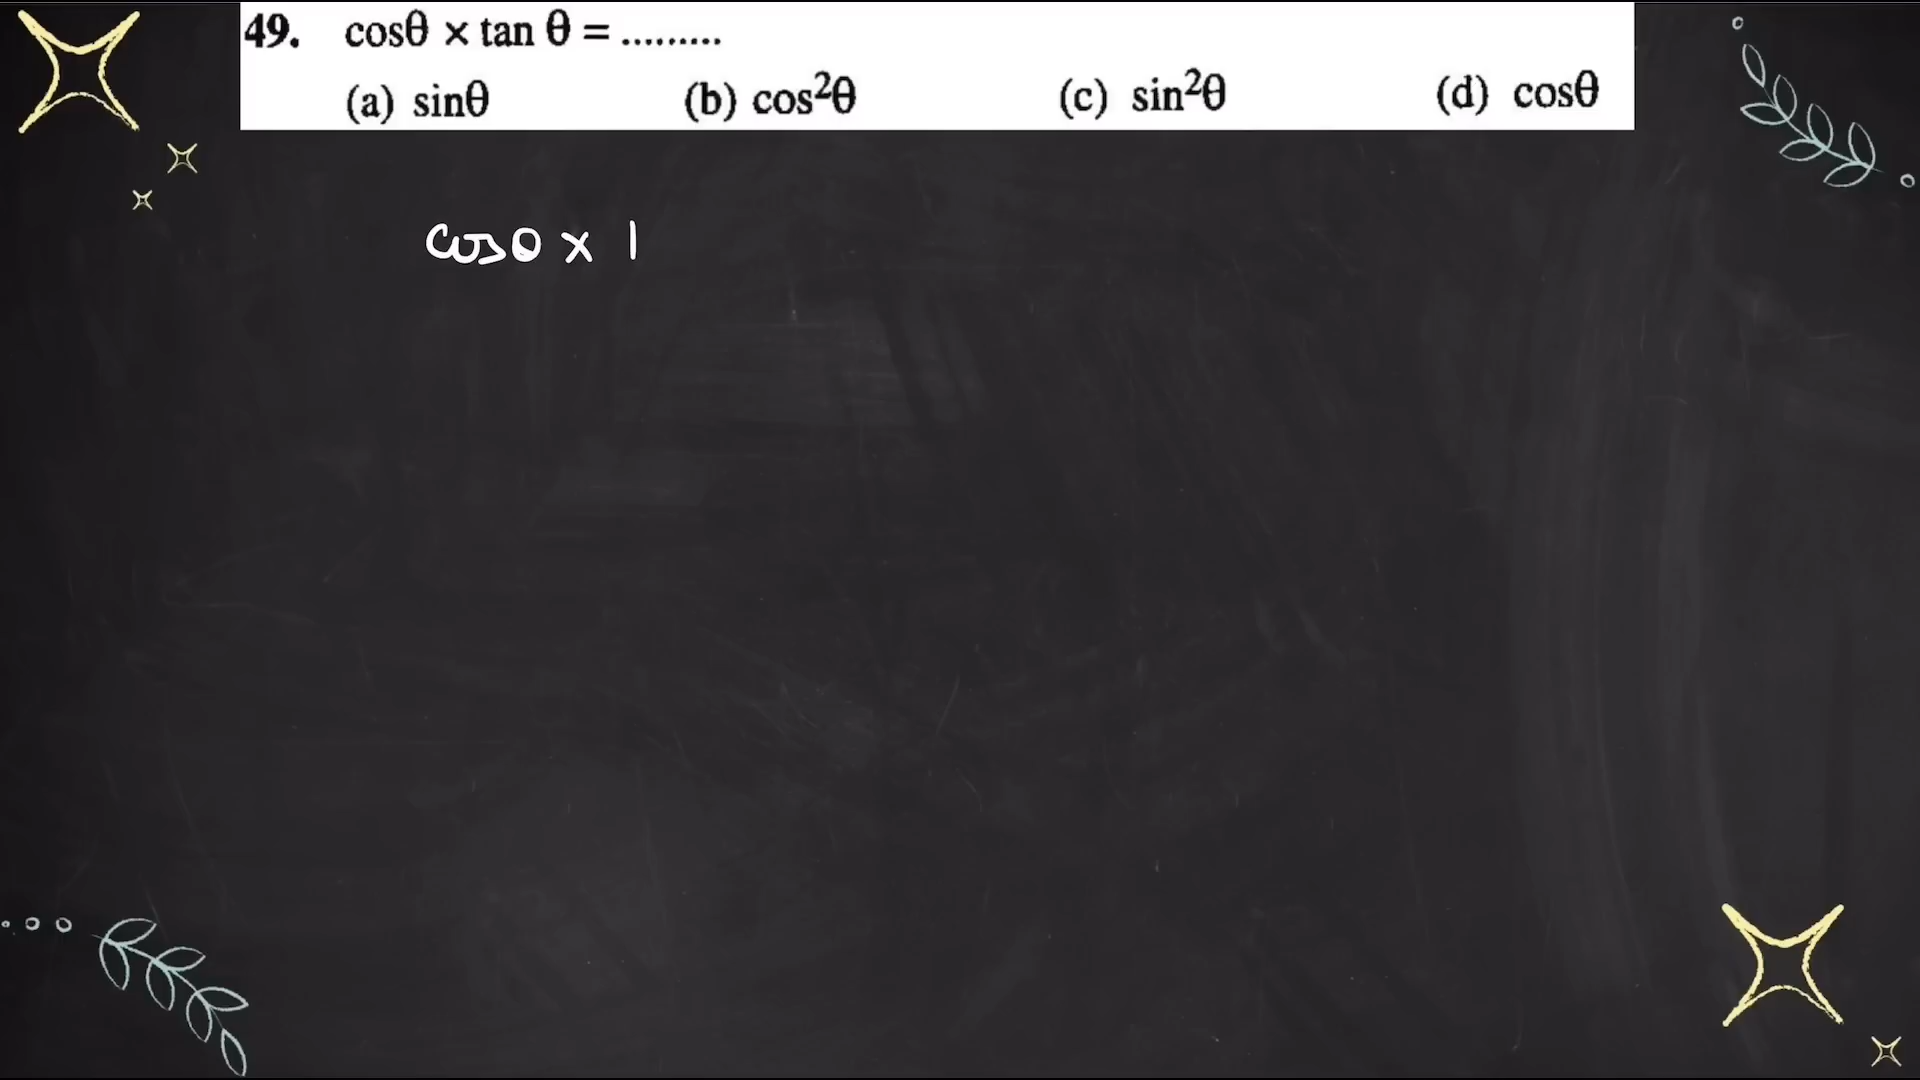 49. cosθ × tan θ = .........
(a) sinθ (b) cos²θ (c) sin²θ (d) cosθ
cosθ × 1